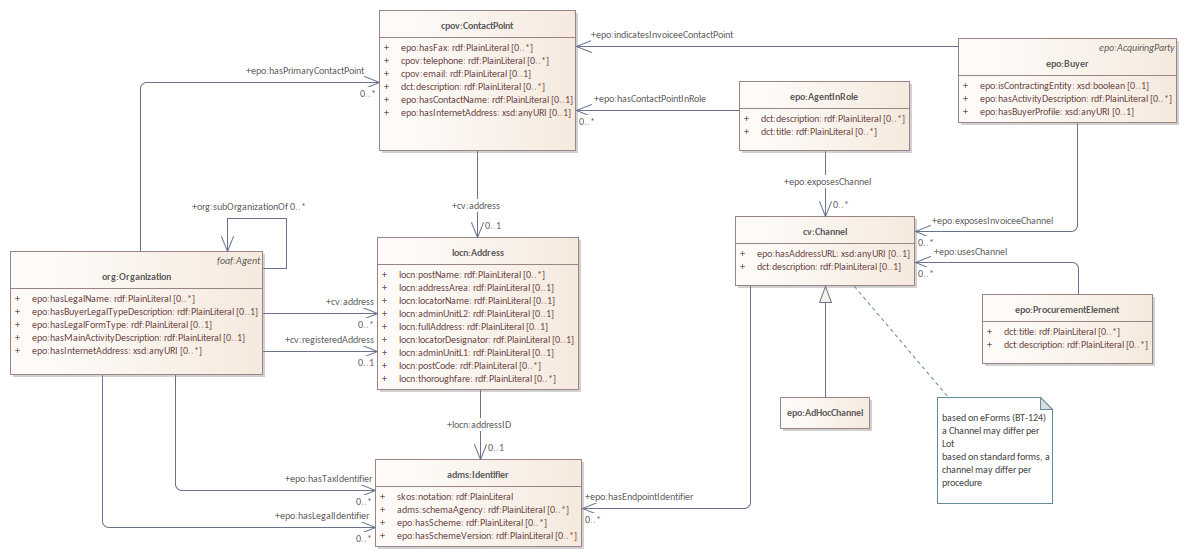 cpov:ContactPoint
+ epo:hasFax: rdf:PlainLiteral [0..*]
+ cpov:telephone: rdf:PlainLiteral [0..*]
+ cpov:email: rdf:PlainLiteral [0..1]
+ dct:description: rdf:PlainLiteral [0..*]
+ epo:hasContactName: rdf:PlainLiteral [0..1]
+ epo:hasInternetAddress: xsd:anyURI [0..1]
+epo:indicatesInvoiceeContactPoint
epo:AcquiringParty
epo:Buyer
+ epo:isContractingEntity: xsd:boolean [0..1]
+ epo:hasActivityDescription: rdf:PlainLiteral [0..*]
+ epo:hasBuyerProfile: xsd:anyURI [0..1]
+epo:hasPrimaryContactPoint
0..*
+epo:hasContactPointInRole
0..*
epo:AgentInRole
+ dct:description: rdf:PlainLiteral [0..*]
+ dct:title: rdf:PlainLiteral [0..*]
+epo:exposesChannel
0..*
+cv:address
0..1
+org:subOrganizationOf 0..*
cv:Channel
+ epo:hasAddressURL: xsd:anyURI [0..1]
+ dct:description: rdf:PlainLiteral [0..1]
+epo:exposesInvoiceeChannel
0..*
+epo:usesChannel
0..*
foaf:Agent
org:Organization
+ epo:hasLegalName: rdf:PlainLiteral [0..*]
+ epo:hasBuyerLegalTypeDescription: rdf:PlainLiteral [0..1]
+ epo:hasLegalFormType: rdf:PlainLiteral [0..1]
+ epo:hasMainActivityDescription: rdf:PlainLiteral [0..1]
+ epo:hasInternetAddress: xsd:anyURI [0..*]
+cv:address
0..*
+cv:registeredAddress
0..1
locn:Address
+ locn:postName: rdf:PlainLiteral [0..*]
+ locn:addressArea: rdf:PlainLiteral [0..1]
+ locn:locatorName: rdf:PlainLiteral [0..1]
+ locn:adminUnitL2: rdf:PlainLiteral [0..1]
+ locn:fullAddress: rdf:PlainLiteral [0..1]
+ locn:locatorDesignator: rdf:PlainLiteral [0..1]
+ locn:adminUnitL1: rdf:PlainLiteral [0..1]
+ locn:postCode: rdf:PlainLiteral [0..*]
+ locn:thoroughfare: rdf:PlainLiteral [0..*]
epo:ProcurementElement
+ dct:title: rdf:PlainLiteral [0..*]
+ dct:description: rdf:PlainLiteral [0..*]
epo:AdHocChannel
based on eForms (BT-124)
a Channel may differ per
Lot
based on standard forms, a
channel may differ per
procedure
+locn:addressID
0..1
+epo:hasTaxIdentifier
0..*
+epo:hasLegalIdentifier
0..*
adms:Identifier
+ skos:notation: rdf:PlainLiteral
+ adms:schemaAgency: rdf:PlainLiteral [0..*]
+ epo:hasScheme: rdf:PlainLiteral [0..*]
+ epo:hasSchemeVersion: rdf:PlainLiteral [0..*]
+epo:hasEndpointIdentifier
0..*